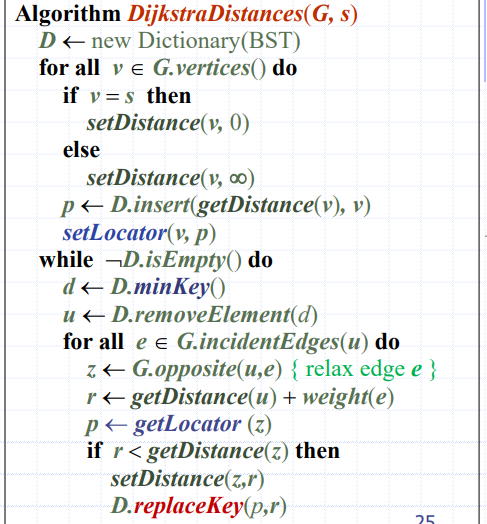 Algorithm DijkstraDistances(G, s)
D ← new Dictionary(BST)
for all v ∈ G.vertices() do
if v = s then
setDistance(v, 0)
else
setDistance(v, ∞)
p ← D.insert(getDistance(v), v)
setLocator(v, p)
while ¬D.isEmpty() do
d ← D.minKey()
u ← D.removeElement(d)
for all e ∈ G.incidentEdges(u) do
z ← G.opposite(u,e) { relax edge e }
r ← getDistance(u) + weight(e)
p ← getLocator (z)
if r < getDistance(z) then
setDistance(z,r)
D.replaceKey(p,r)
25